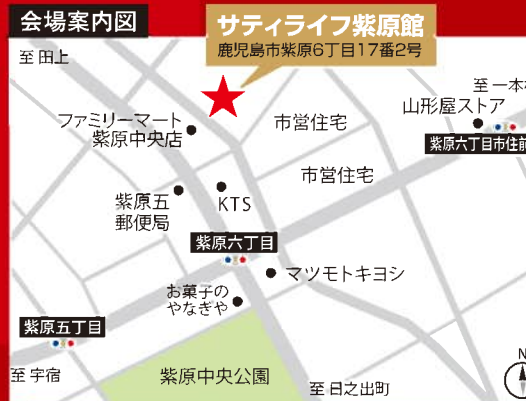 会場案内図
サティライフ紫原館
鹿児島市紫原6丁目17番2号
至 田上
至 一本
山形屋ストア
ファミリーマート
紫原中央店
市営住宅
紫原六丁目市住前
市営住宅
紫原五
郵便局
KTS
紫原六丁目
マツモトキヨシ
お菓子の
やなぎや
紫原五丁目
至 宇宿
紫原中央公園
至 日之出町
N